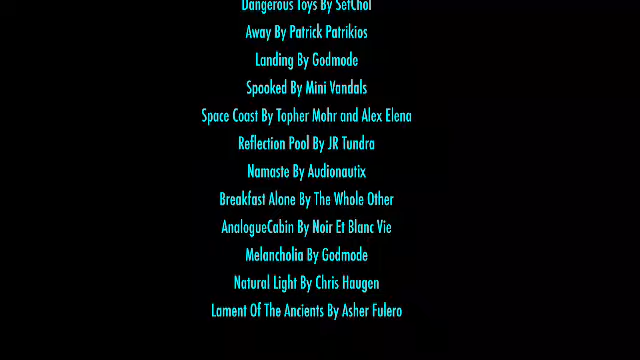 Dangerous Toys By SefChol
Away By Patrick Patrikios
Landing By Godmode
Spooked By Mini Vandals
Space Coast By Topher Mohr and Alex Elena
Reflection Pool By JR Tundra
Namaste By Audionautix
Breakfast Alone By The Whole Other
AnalogueCabin By Noir Et Blanc Vie
Melancholia By Godmode
Natural Light By Chris Haugen
Lament Of The Ancients By Asher Fulero